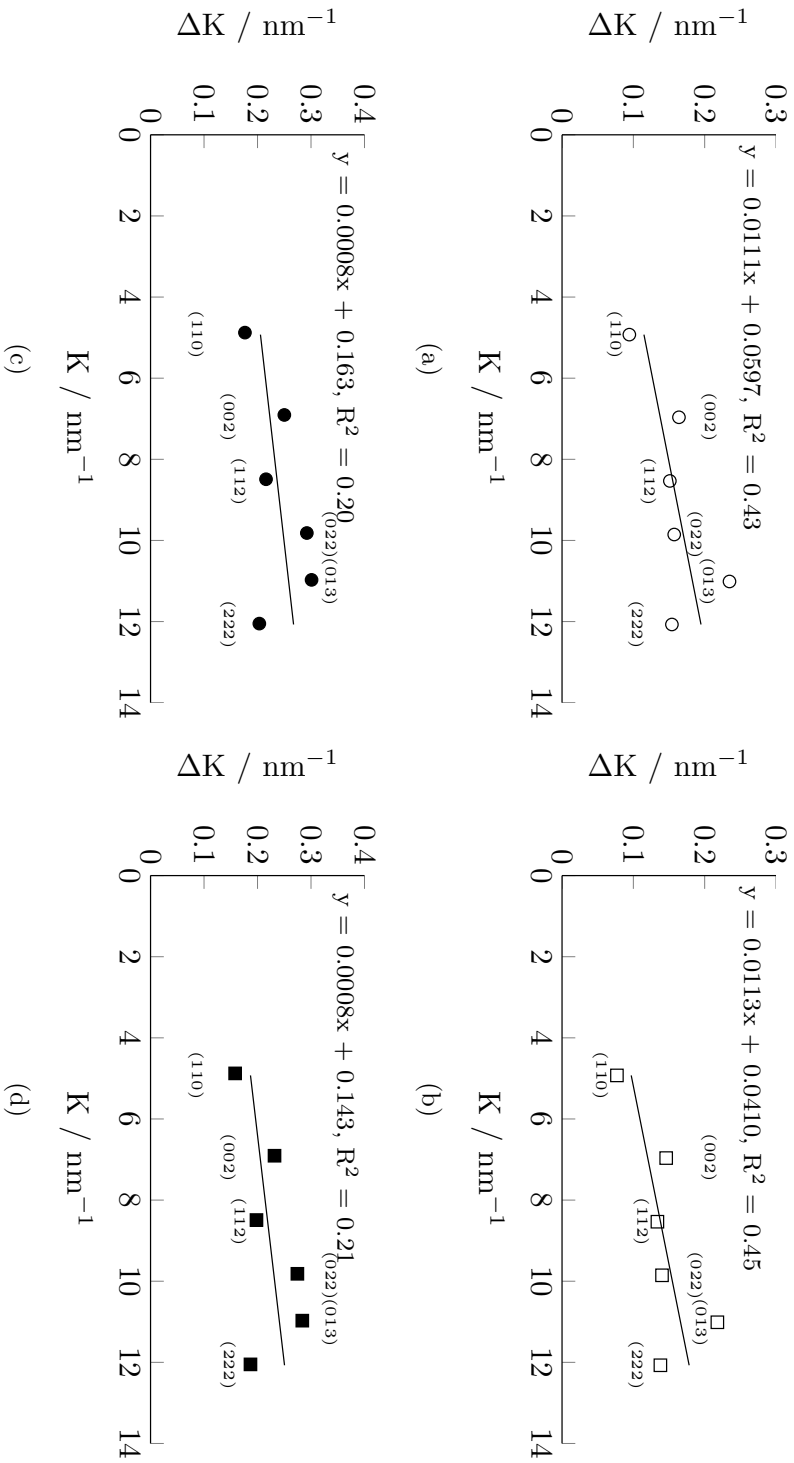 y = 0.0111x + 0.0597, R² = 0.43
0.3
0.2
0.1
0
ΔK / nm⁻¹
(110)
(002)
(112)
(022)
(013)
(222)
0 2 4 6 8 10 12 14
K / nm⁻¹
(a)
y = 0.0113x + 0.0410, R² = 0.45
0.3
0.2
0.1
0
ΔK / nm⁻¹
(110)
(002)
(112)
(022)
(013)
(222)
0 2 4 6 8 10 12 14
K / nm⁻¹
(b)
y = 0.0008x + 0.163, R² = 0.20
0.4
0.3
0.2
0.1
0
ΔK / nm⁻¹
(110)
(002)
(112)
(022)
(013)
(222)
0 2 4 6 8 10 12 14
K / nm⁻¹
(c)
y = 0.0008x + 0.143, R² = 0.21
0.4
0.3
0.2
0.1
0
ΔK / nm⁻¹
(110)
(002)
(112)
(022)
(013)
(222)
0 2 4 6 8 10 12 14
K / nm⁻¹
(d)